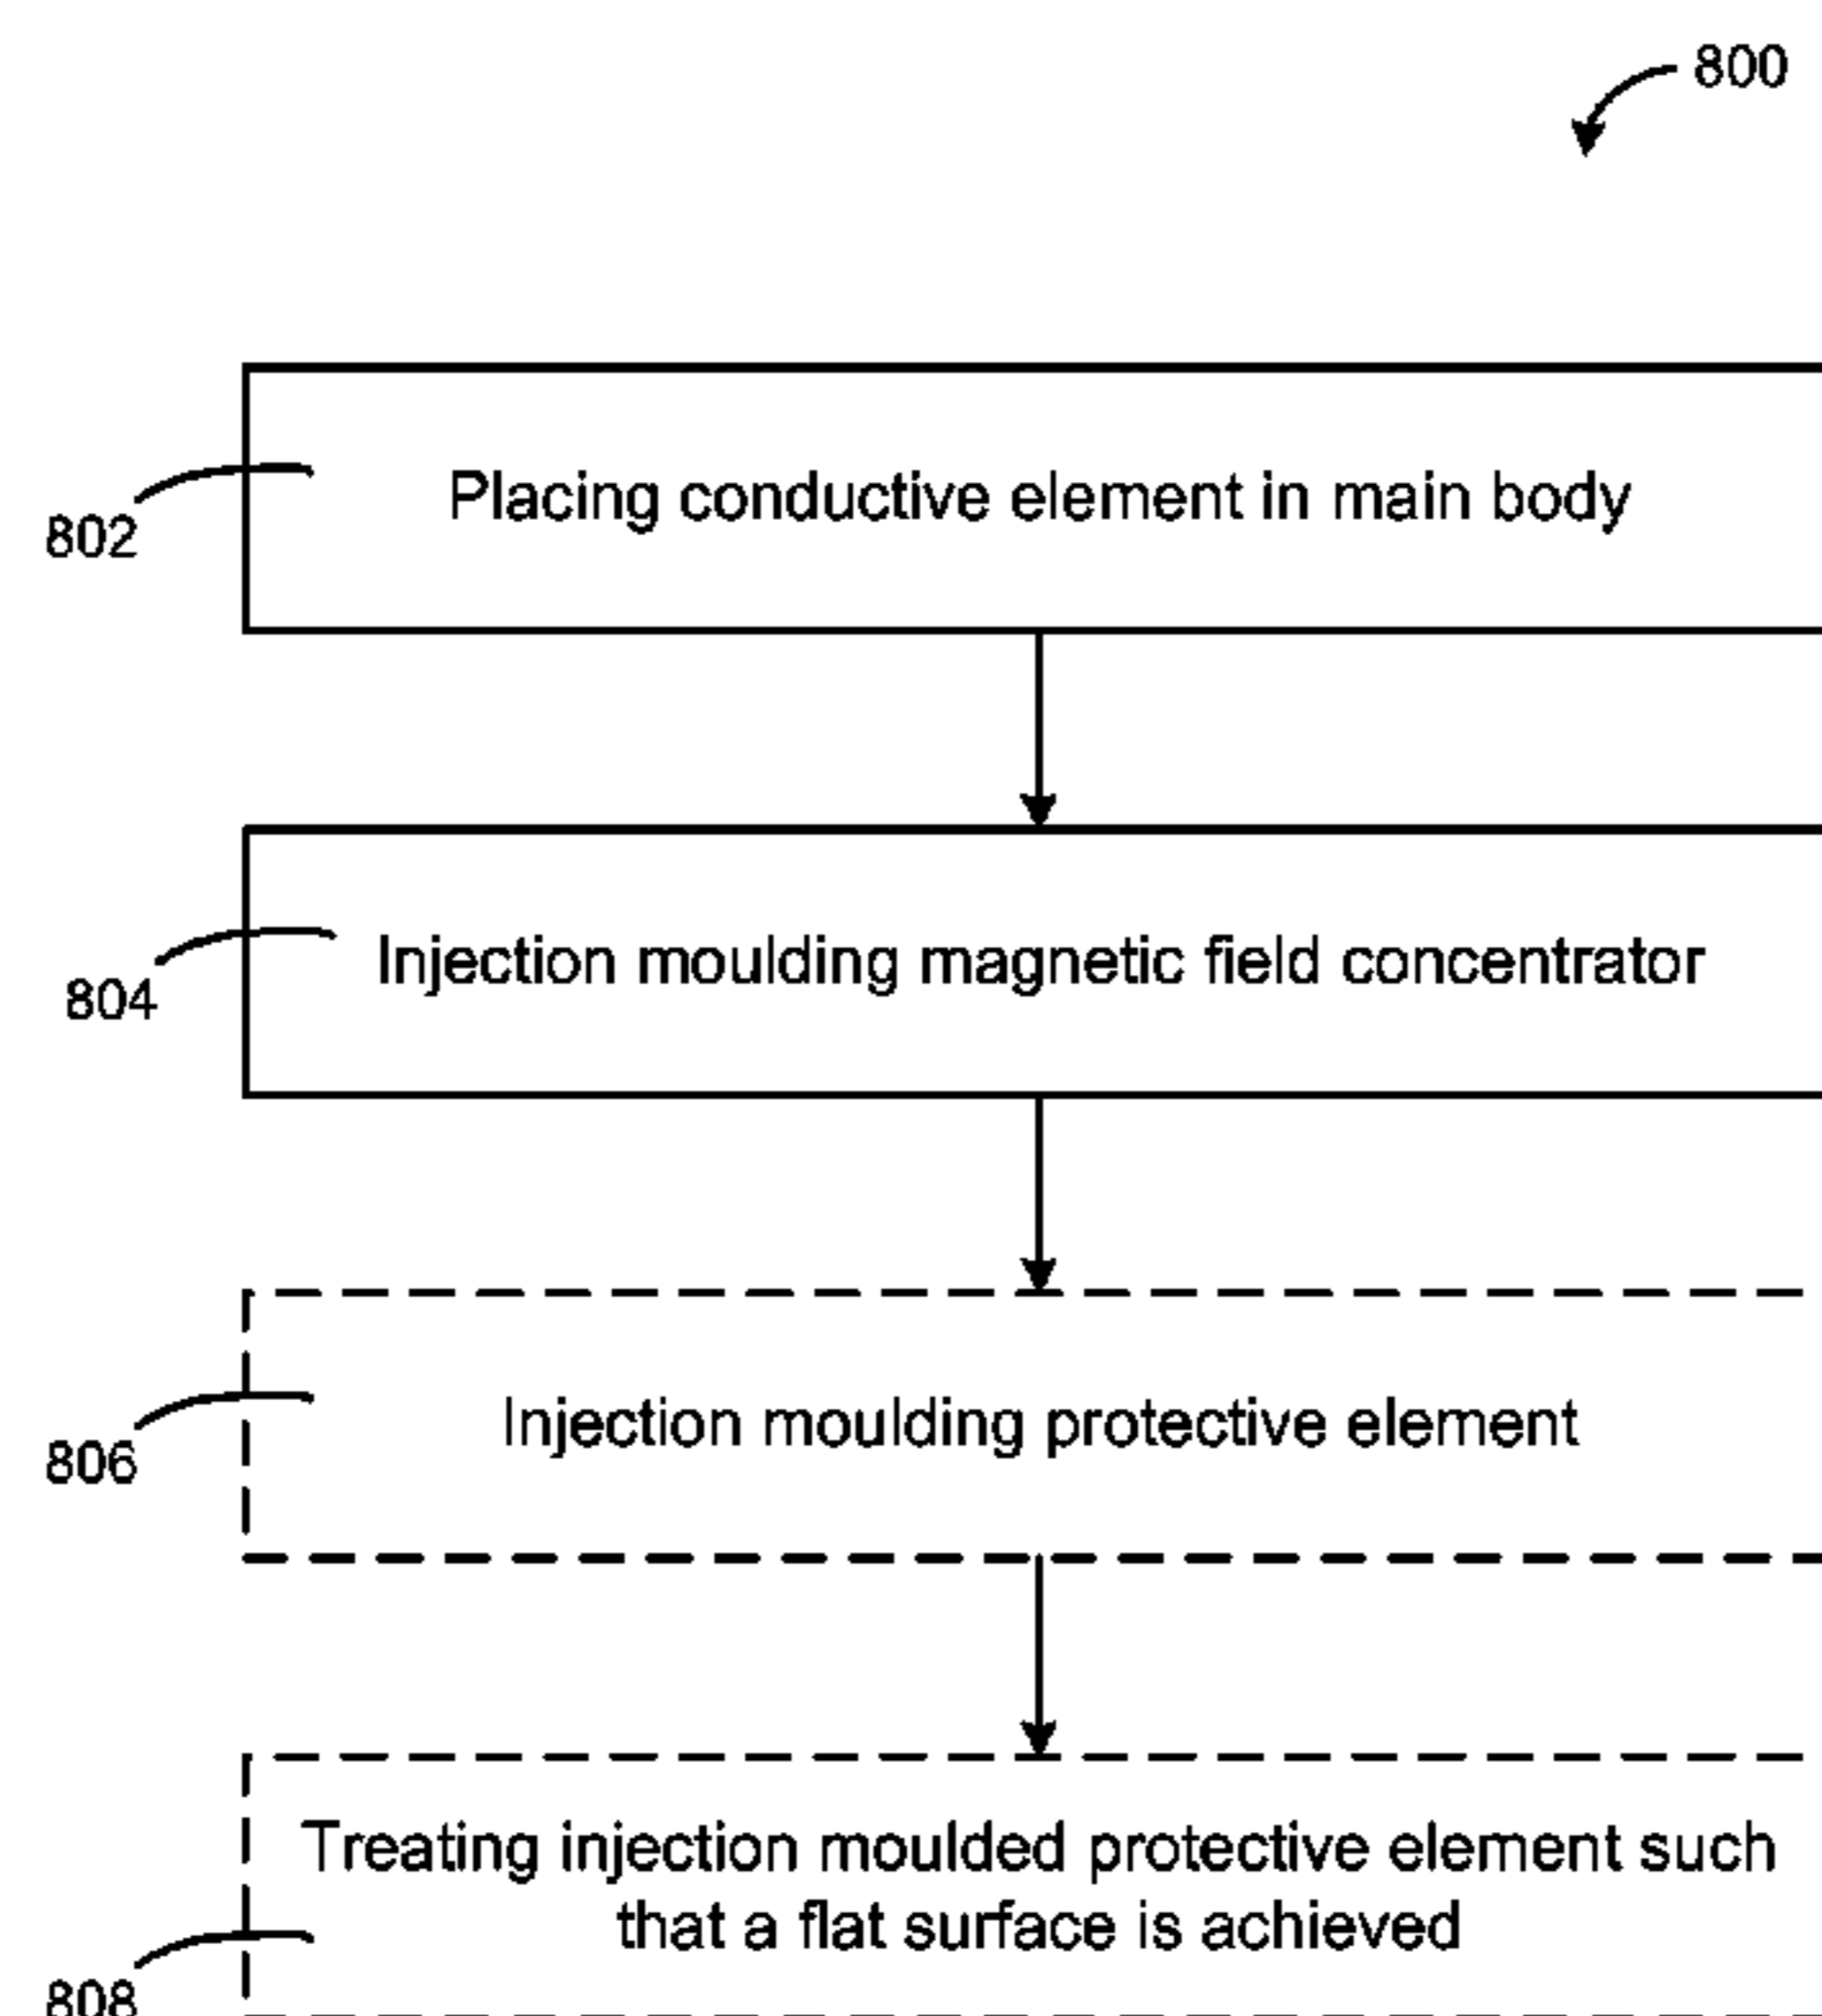 800
Placing conductive element in main body
802
Injection moulding magnetic field concentrator
804
Injection moulding protective element
806
Treating injection moulded protective element such
that a flat surface is achieved
808